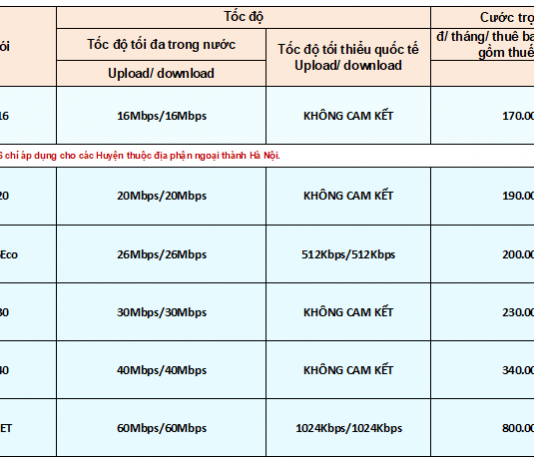 Tốc độ
Cước trọ
ói
Tốc độ tối đa trong nước
Tốc độ tối thiểu quốc tế
Upload/ download
đ/ tháng/ thuê ba
gồm thuế
Upload/ download
16
16Mbps/16Mbps
KHÔNG CAM KẾT
170.00
6 chỉ áp dụng cho các Huyện thuộc địa phận ngoại thành Hà Nội.
20
20Mbps/20Mbps
KHÔNG CAM KẾT
190.00
Eco
26Mbps/26Mbps
512Kbps/512Kbps
200.00
30
30Mbps/30Mbps
KHÔNG CAM KẾT
230.00
40
40Mbps/40Mbps
KHÔNG CAM KẾT
340.00
ET
60Mbps/60Mbps
1024Kbps/1024Kbps
800.00